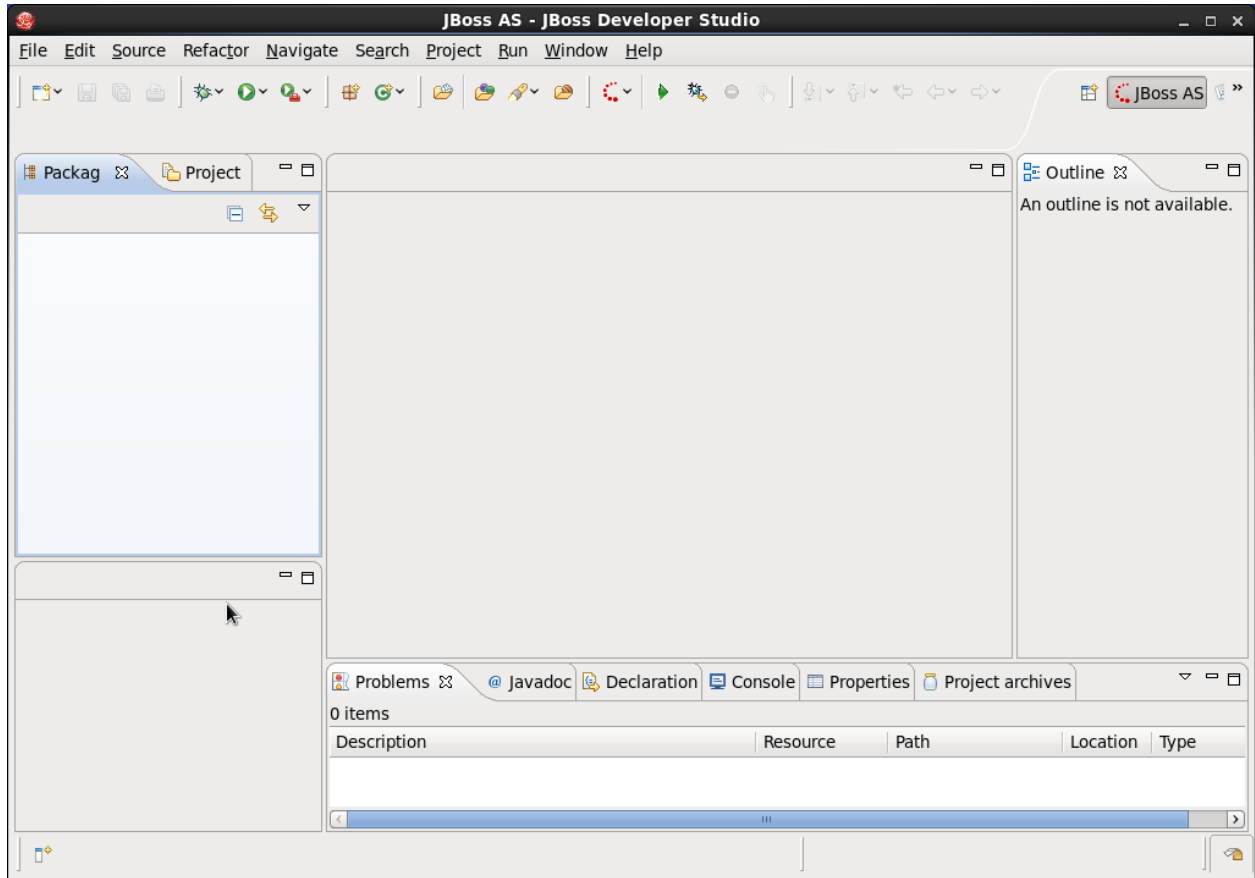 JBoss AS - JBoss Developer Studio
File Edit Source Refactor Navigate Search Project Run Window Help
JBoss AS »
Packag Project
Outline
An outline is not available.
Problems @ Javadoc Declaration Console Properties Project archives
0 items
Description Resource Path Location Type